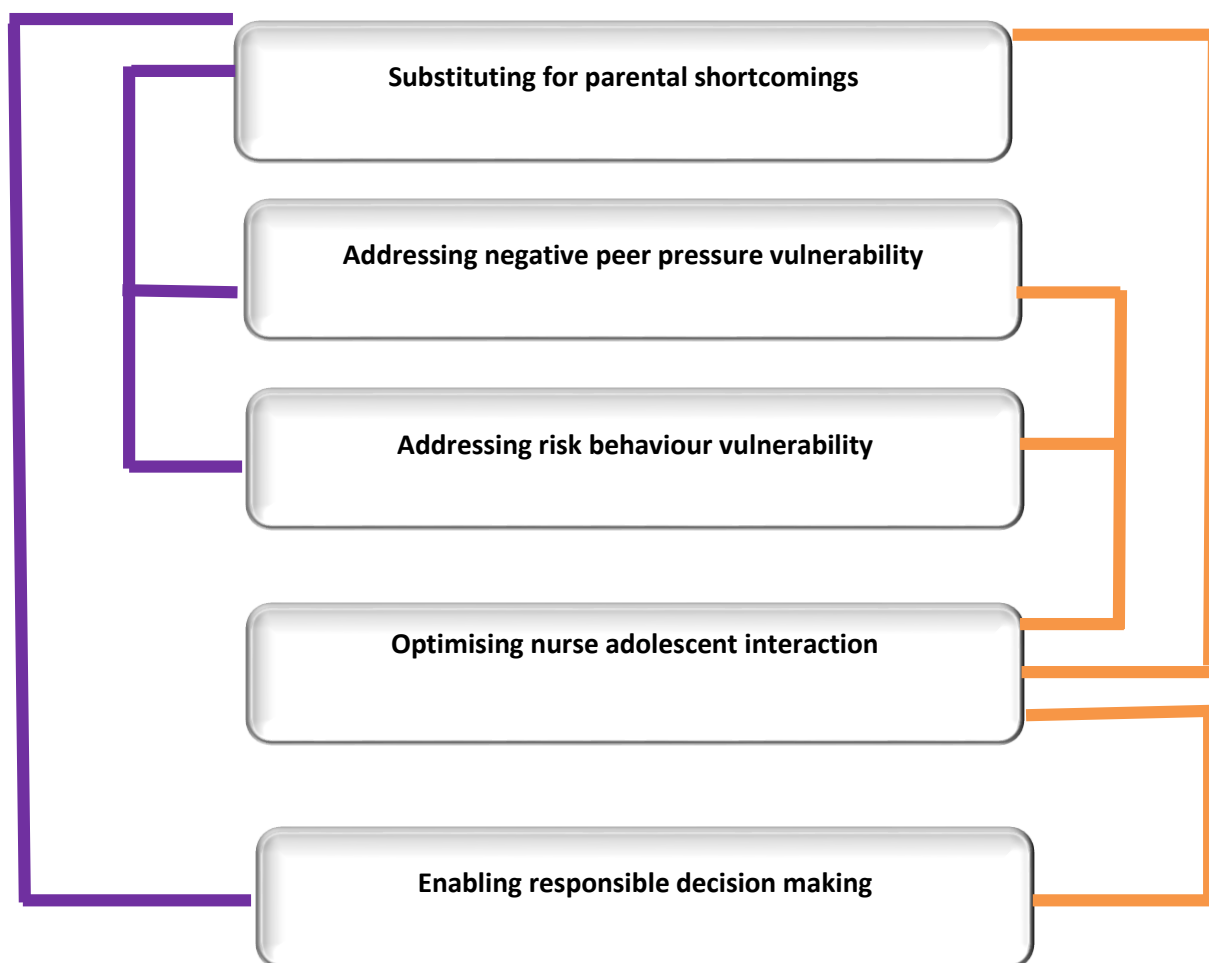 Substituting for parental shortcomings
Addressing negative peer pressure vulnerability
Addressing risk behaviour vulnerability
Optimising nurse adolescent interaction
Enabling responsible decision making